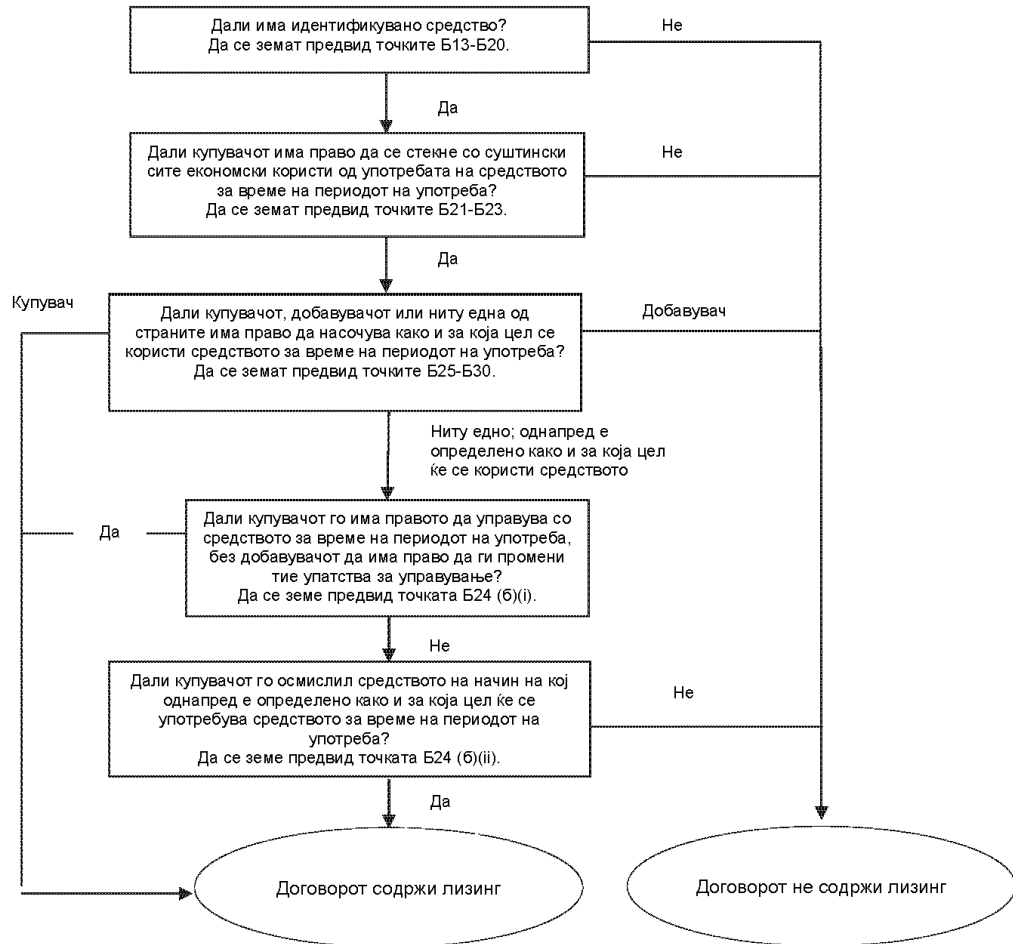 Дали има идентификувано средство?
Да се земат предвид точките Б13-Б20.
Не
Да
Дали купувачот има право да се стекне со суштински
сите економски користи од употребата на средството
за време на периодот на употреба?
Да се земат предвид точките Б21-Б23.
Не
Да
Купувач
Дали купувачот, добавувачот или ниту една од
страните има право да насочува како и за која цел се
користи средството за време на периодот на употреба?
Да се земат предвид точките Б25-Б30.
Добавувач
Ниту едно; однапред е
определено како и за која цел
ќе се користи средството
Да
Дали купувачот го има правото да управува со
средството за време на периодот на употреба,
без добавувачот да има право да ги промени
тие упатства за управување?
Да се земе предвид точката Б24 (б)(i).
Не
Дали купувачот го осмислил средството на начин на кој
однапред е определено како и за која цел ќе се
употребува средството за време на периодот на
употреба?
Да се земе предвид точката Б24 (б)(ii).
Не
Да
Договорот содржи лизинг
Договорот не содржи лизинг